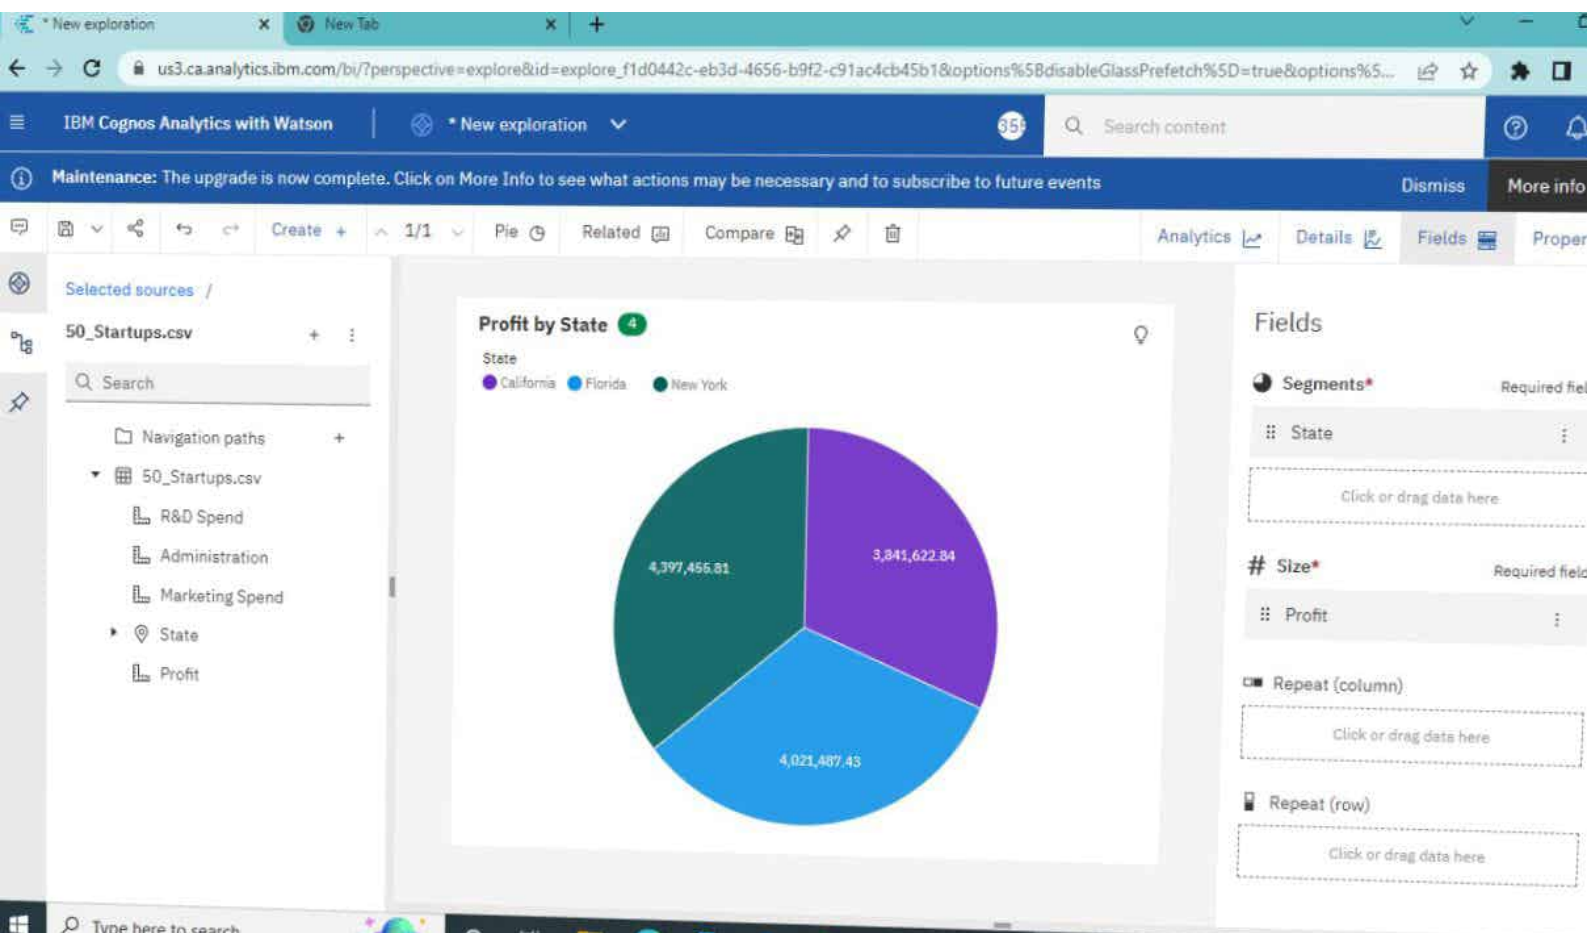 * New exploration
New Tab
us3.ca.analytics.ibm.com/bi/?perspective=explore&id=explore_f1d0442c-eb3d-4656-b9f2-c91ac4cb45b1&options%5BdisableGlassPrefetch%5D=true&options%5...
IBM Cognos Analytics with Watson
* New exploration
Search content
Maintenance: The upgrade is now complete. Click on More Info to see what actions may be necessary and to subscribe to future events
Dismiss
More info
Create +
1/1
Pie
Related
Compare
Analytics
Details
Fields
Proper
Selected sources /
50_Startups.csv
Search
Navigation paths
50_Startups.csv
R&D Spend
Administration
Marketing Spend
State
Profit
Profit by State 4
State
California Florida New York
4,397,455.81
3,841,622.84
4,021,487.43
Fields
Segments*
Required fiel
State
Click or drag data here
# Size*
Required field
Profit
Repeat (column)
Click or drag data here
Repeat (row)
Click or drag data here
Type here to search